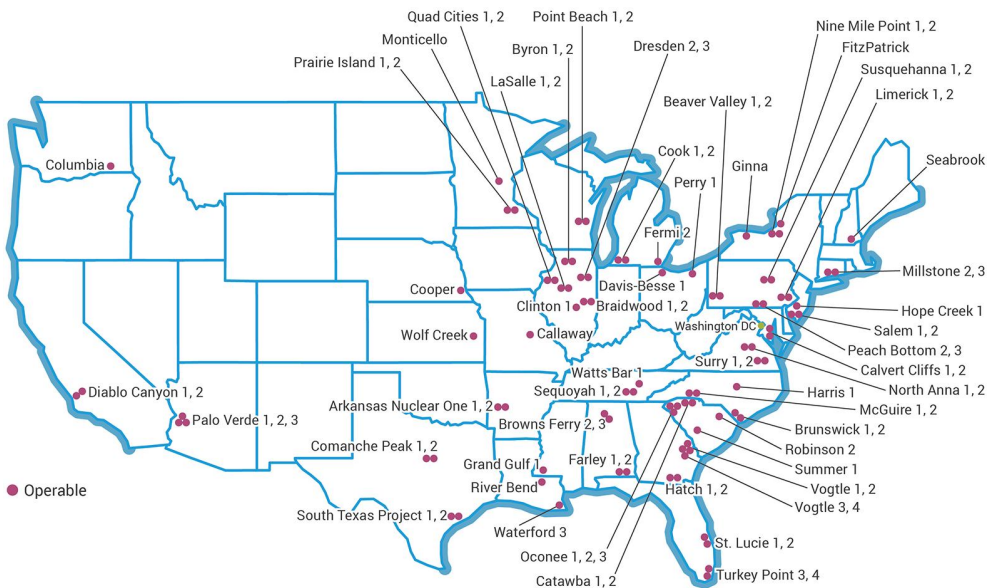 Quad Cities 1, 2
Point Beach 1, 2
Nine Mile Point 1, 2
Monticello
Byron 1, 2
Dresden 2, 3
FitzPatrick
Prairie Island 1, 2
Susquehanna 1, 2
LaSalle 1, 2
Limerick 1, 2
Beaver Valley 1, 2
Cook 1, 2
Ginna
Seabrook
Columbia
Perry 1
Fermi 2
Millstone 2, 3
Davis-Besse 1
Cooper
Clinton 1
Braidwood 1, 2
Hope Creek 1
Washington DC
Salem 1, 2
Wolf Creek
Callaway
Peach Bottom 2, 3
Surry 1, 2
Calvert Cliffs 1, 2
Watts Bar 1
North Anna 1, 2
Diablo Canyon 1, 2
Sequoyah 1, 2
Harris 1
Arkansas Nuclear One 1, 2
McGuire 1, 2
Palo Verde 1, 2, 3
Browns Ferry 2, 3
Brunswick 1, 2
Comanche Peak 1, 2
Robinson 2
Grand Gulf 1
Farley 1, 2
Summer 1
River Bend
Hatch 1, 2
Vogtle 1, 2
Operable
Vogtle 3, 4
South Texas Project 1, 2
Waterford 3
St. Lucie 1, 2
Oconee 1, 2, 3
Turkey Point 3, 4
Catawba 1, 2